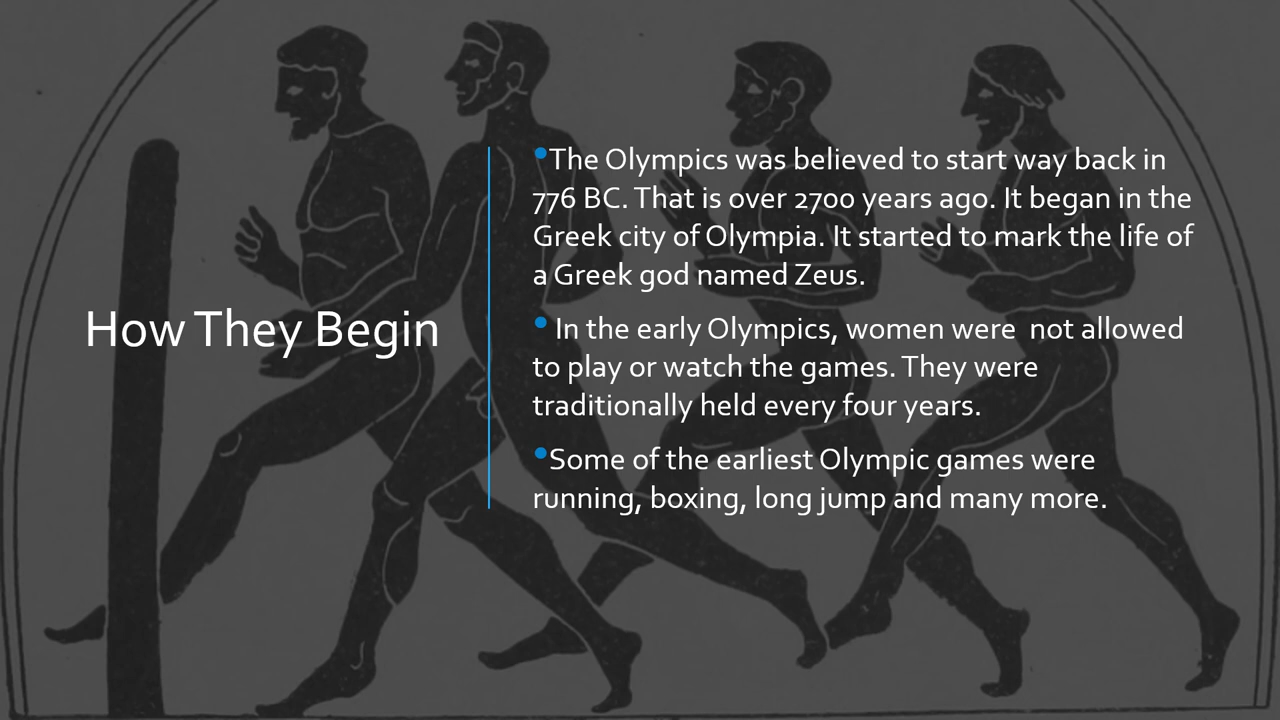 How They Begin
•The Olympics was believed to start way back in
776 BC. That is over 2700 years ago. It began in the
Greek city of Olympia. It started to mark the life of
a Greek god named Zeus.
• In the early Olympics, women were  not allowed
to play or watch the games. They were
traditionally held every four years.
•Some of the earliest Olympic games were
running, boxing, long jump and many more.